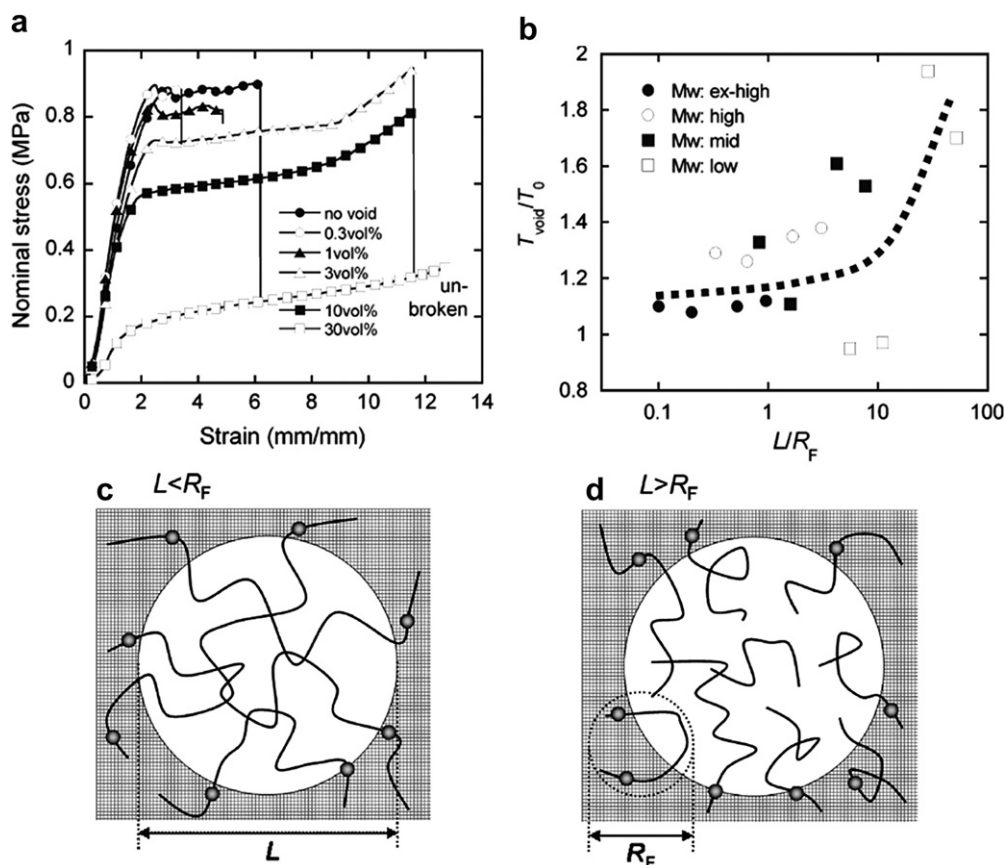 a
Nominal stress (MPa)
1
0.8
0.6
0.4
0.2
0
no void
0.3vol%
1vol%
3vol%
10vol%
30vol%
un-
broken
0 2 4 6 8 10 12 14
Strain (mm/mm)
b
T_void/T_0
2
1.8
1.6
1.4
1.2
1
0.8
Mw: ex-high
Mw: high
Mw: mid
Mw: low
0.1 1 10 100
L/R_F
c
L<R_F
L
d
L>R_F
R_F